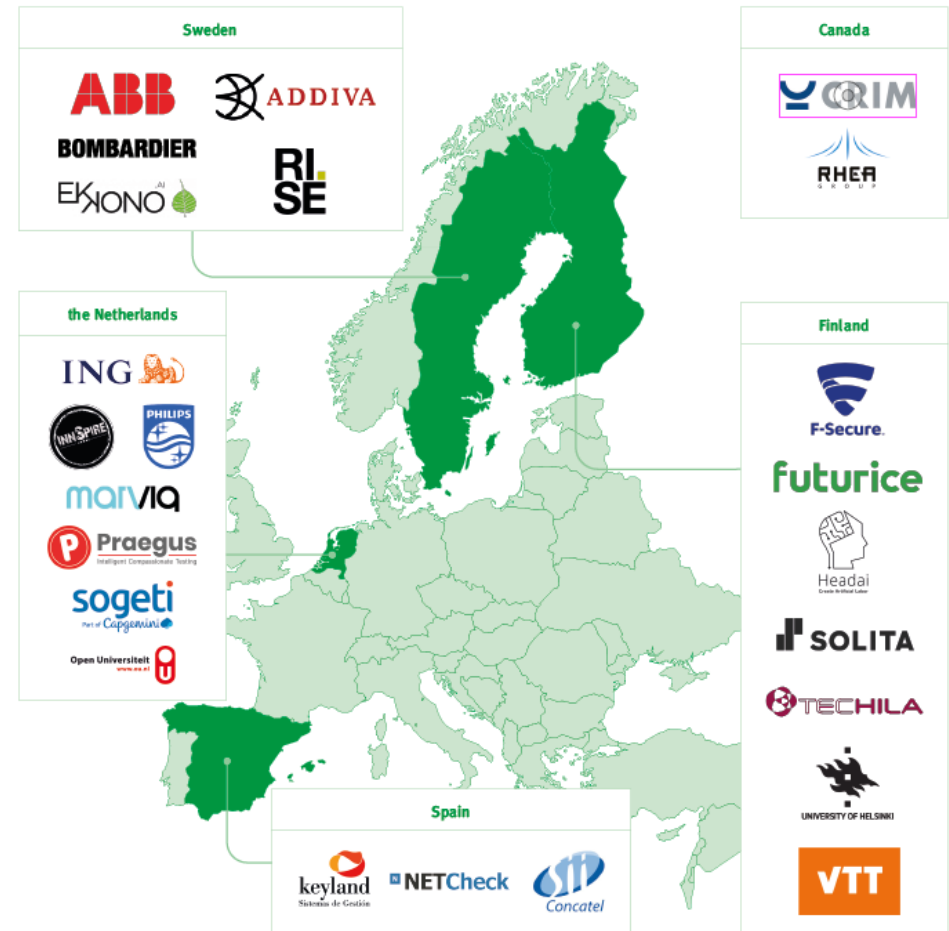 Sweden
ABB
ADDIVA
BOMBARDIER
EKKONO.AI
RI.
SE
Canada
CRIM
RHEA
GROUP
the Netherlands
ING
INNSPIRE
PHILIPS
marviq
Praegus
Intelligent Compassionate Testing
sogeti
Part of Capgemini
Open Universiteit
www.ou.nl
Finland
F-Secure.
futurice
Headai
Create Artificial Labor
SOLITA
TECHILA
UNIVERSITY OF HELSINKI
VTT
Spain
keyland
Sistemas de Gestión
N NETCheck
sii
Concatel